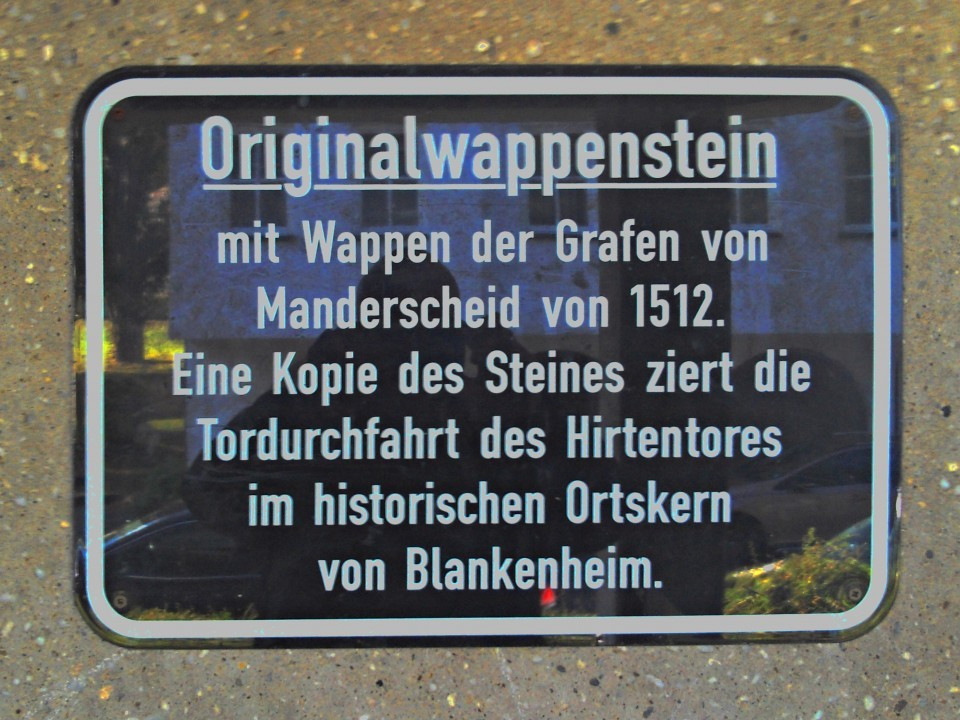 Originalwappenstein
mit Wappen der Grafen von
Manderscheid von 1512.
Eine Kopie des Steines ziert die
Tordurchfahrt des Hirtentores
im historischen Ortskern
von Blankenheim.